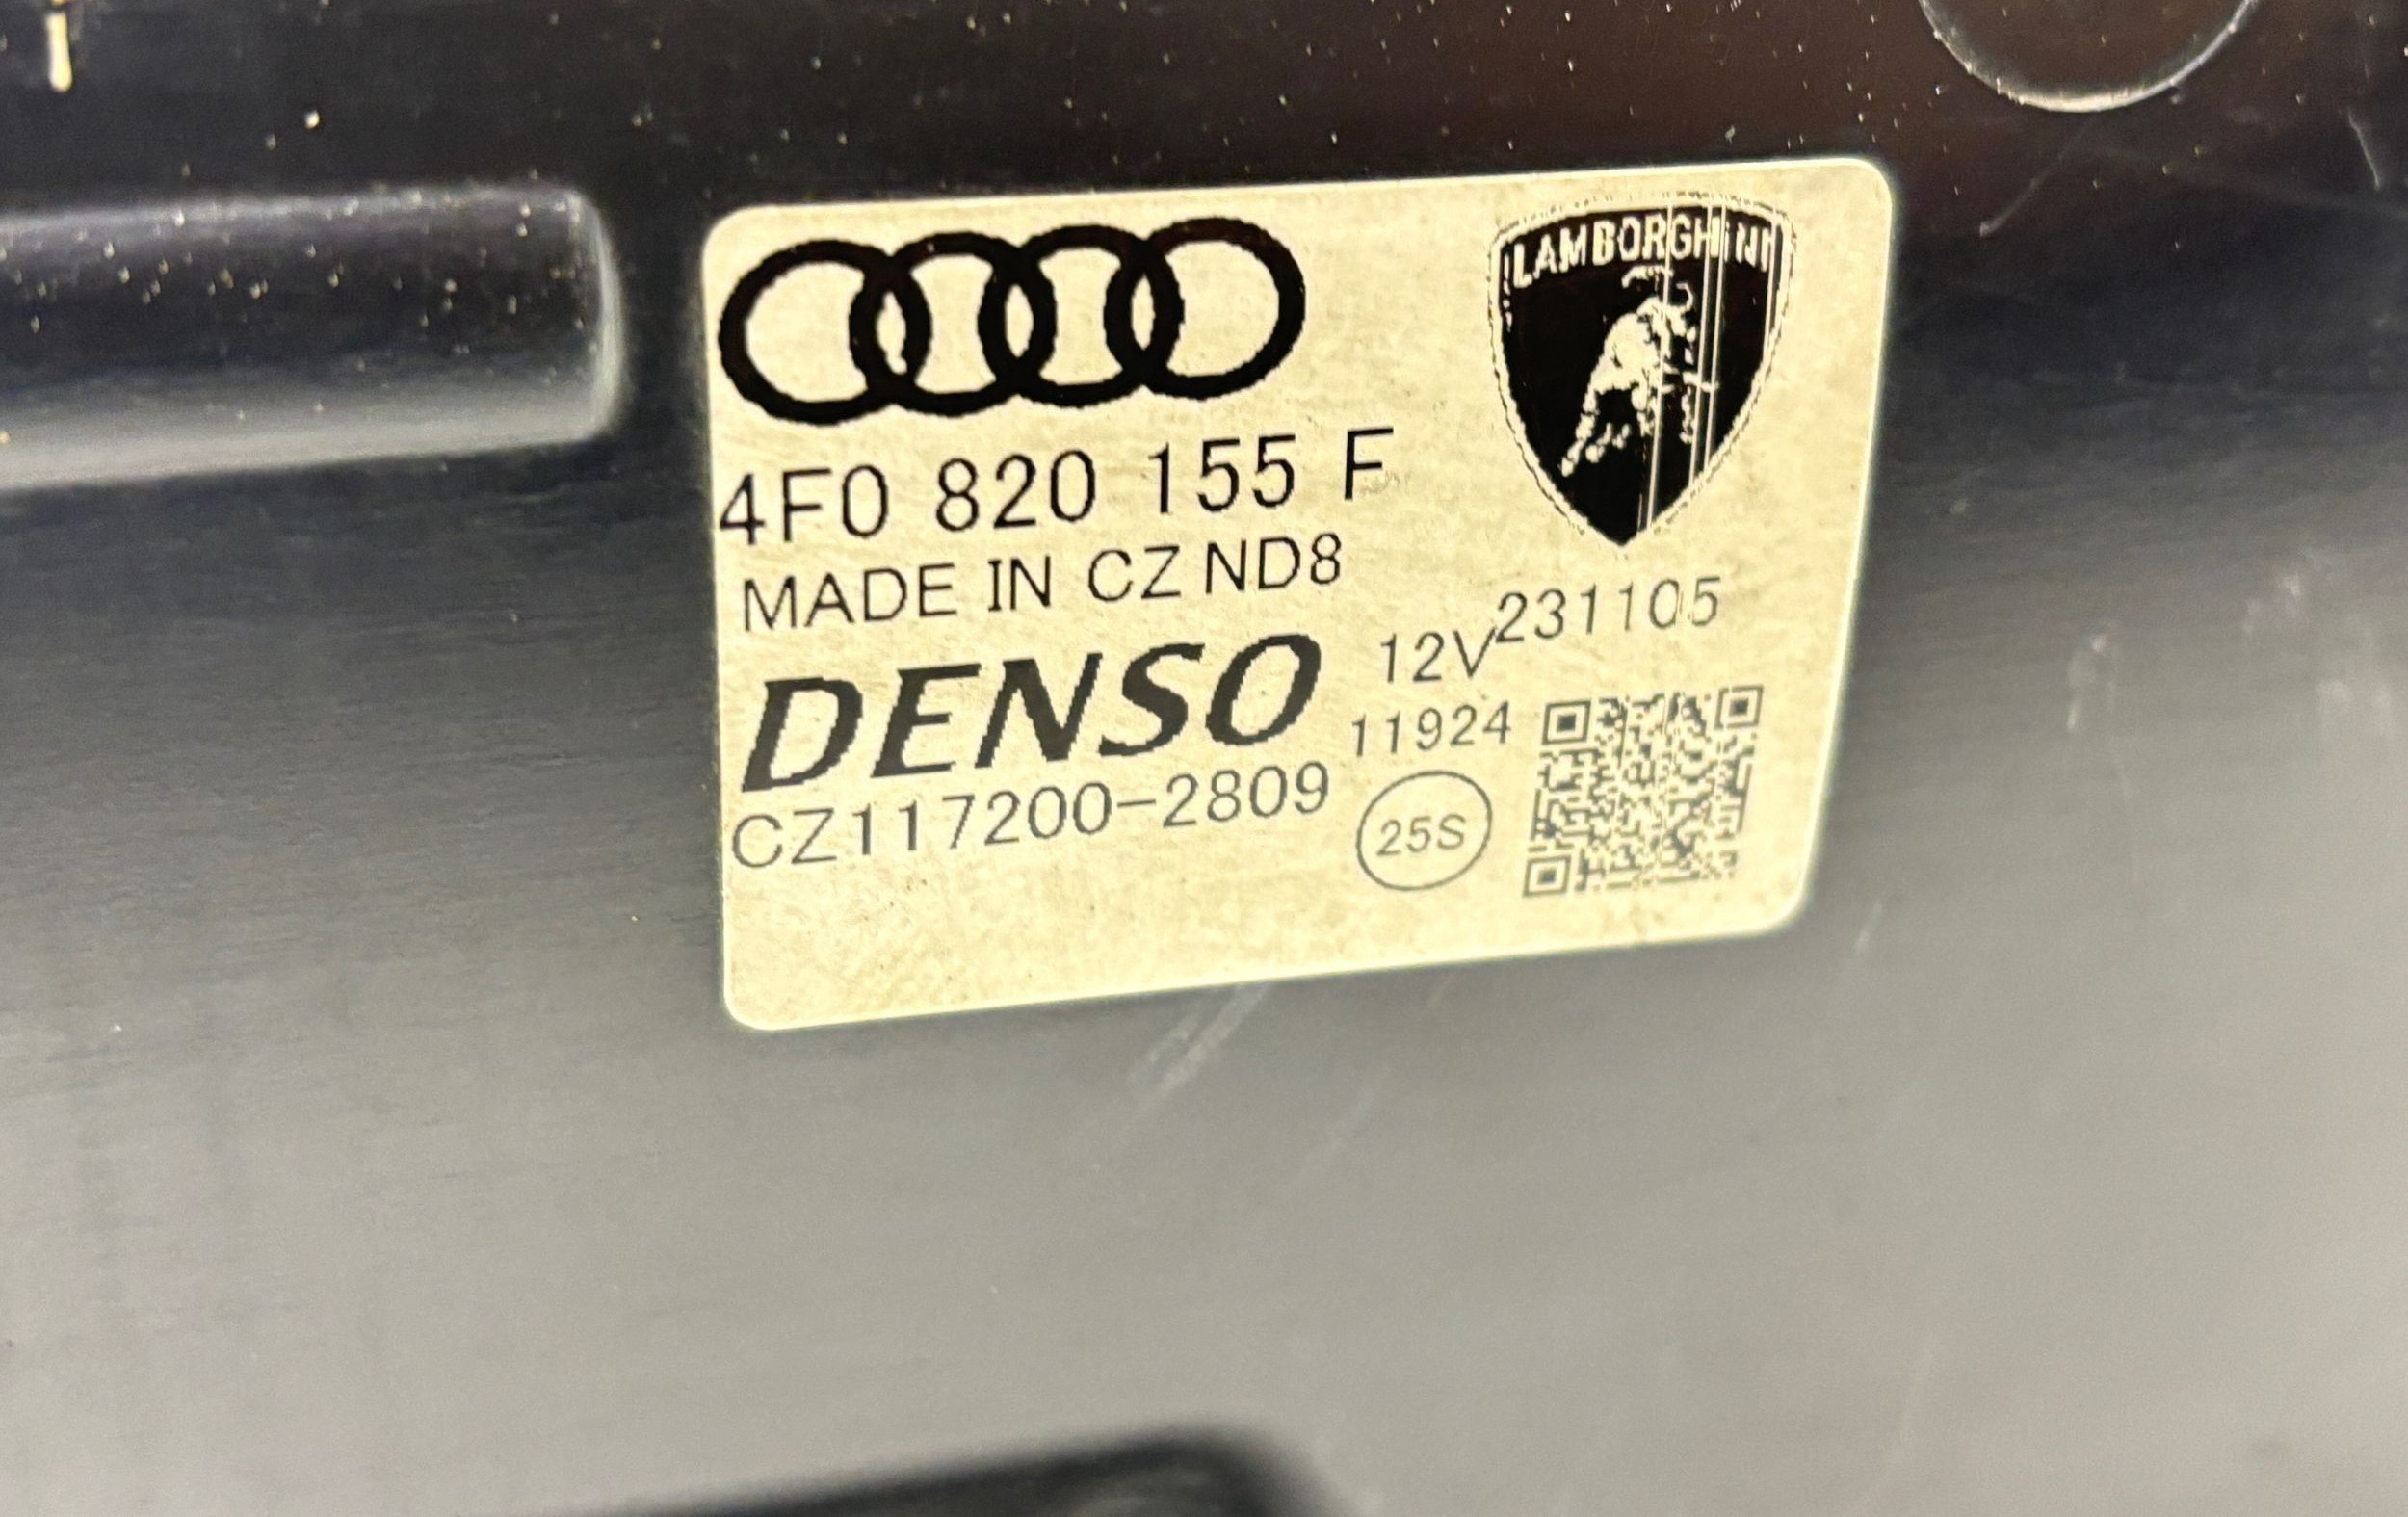 LAMBORGHINI
4F0 820 155 F
MADE IN CZ ND8
12V 231105
DENSO
11924
CZ117200-2809
25S